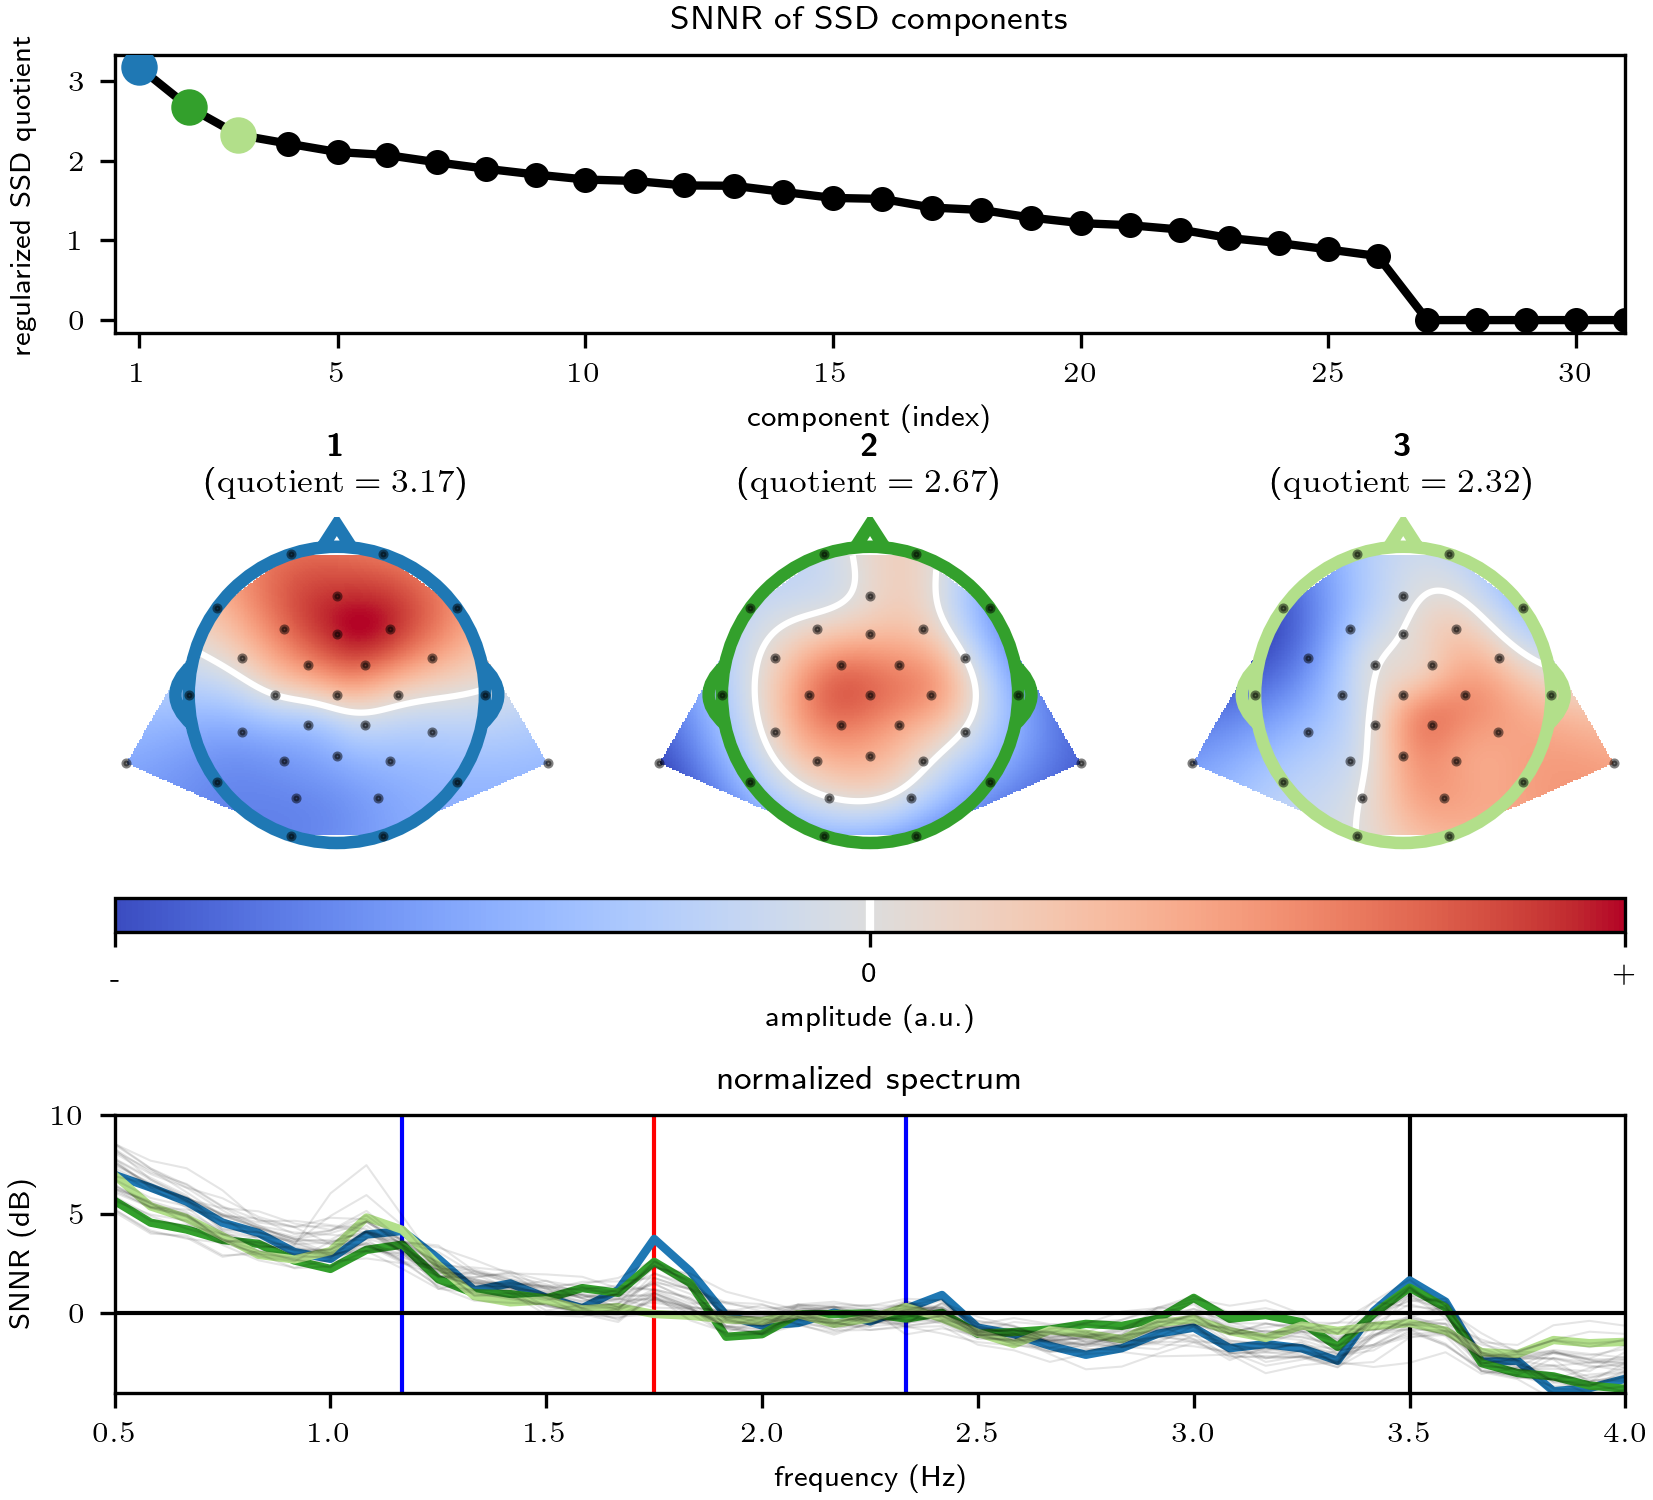 SNNR of SSD components
regularized SSD quotient
3
2
1
0
1 5 10 15 20 25 30
component (index)
1 2 3
(quotient = 3.17) (quotient = 2.67) (quotient = 2.32)
- 0 +
amplitude (a.u.)
normalized spectrum
SNNR (dB)
10
5
0
0.5 1.0 1.5 2.0 2.5 3.0 3.5 4.0
frequency (Hz)